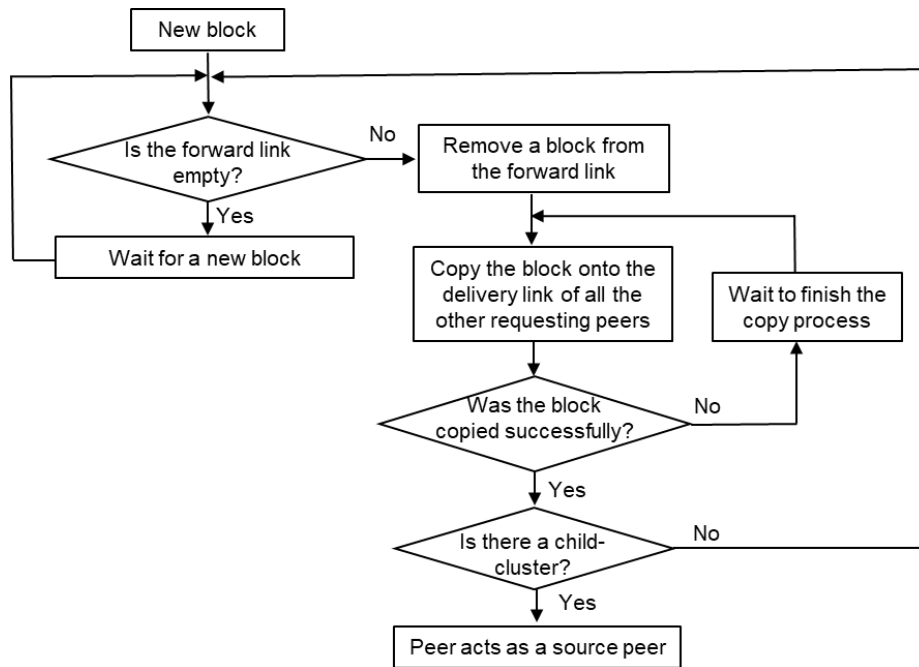 New block
Is the forward link
empty?
No
Remove a block from
the forward link
Yes
Wait for a new block
Copy the block onto the
delivery link of all the
other requesting peers
Wait to finish the
copy process
Was the block
copied successfully?
No
Yes
Is there a child-
cluster?
No
Yes
Peer acts as a source peer